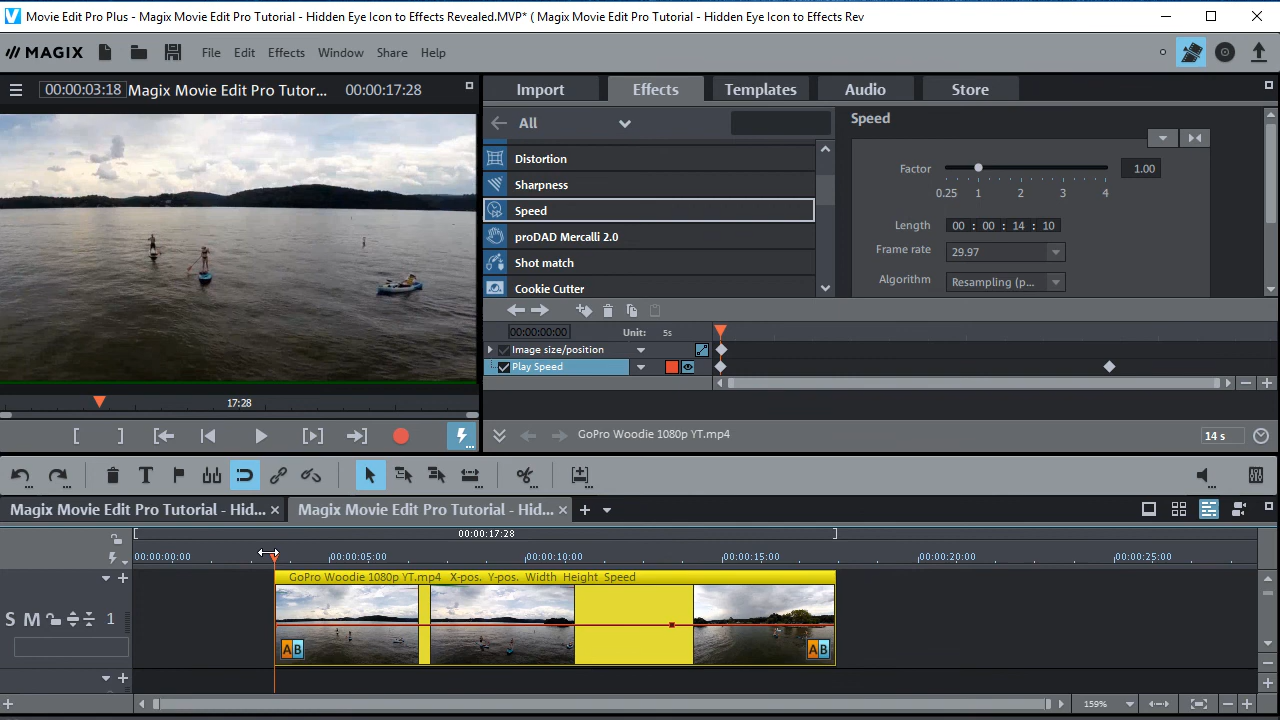 Movie Edit Pro Plus - Magix Movie Edit Pro Tutorial - Hidden Eye Icon to Effects Revealed.MVP* ( Magix Movie Edit Pro Tutorial - Hidden Eye Icon to Effects Rev
MAGIX File Edit Effects Window Share Help
00:00:03:18 Magix Movie Edit Pro Tutor... 00:00:17:28
Import Effects Templates Audio Store
All
Distortion
Sharpness
Speed
proDAD Mercalli 2.0
Shot match
Cookie Cutter
Speed
Factor 1.00
0.25 1 2 3 4
Length 00 : 00 : 14 : 10
Frame rate 29.97
Algorithm Resampling (p...
00:00:00:00 Unit: 5s
Image size/position
Play Speed
17:28
GoPro Woodie 1080p YT.mp4 14 s
Magix Movie Edit Pro Tutorial - Hid... Magix Movie Edit Pro Tutorial - Hid...
00:00:17:28
00:00:00:00 00:00:05:00 00:00:10:00 00:00:15:00 00:00:20:00 00:00:25:00
GoPro Woodie 1080p YT.mp4 X-pos. Y-pos. Width Height Speed
S M 1
AB AB
159%